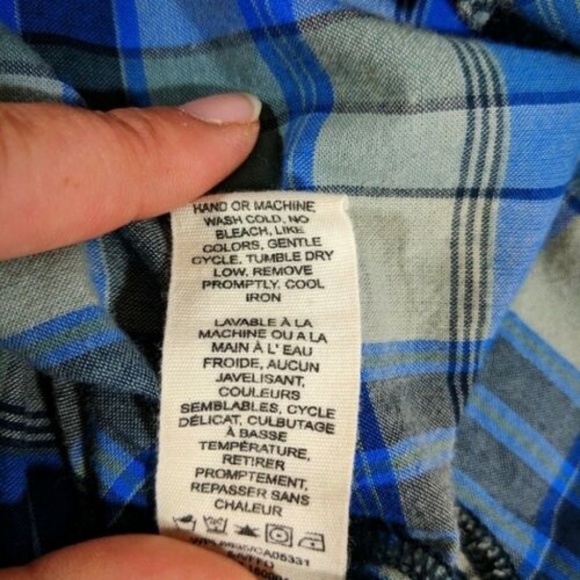 HAND OR MACHINE
WASH COLD, NO
BLEACH, LIKE
COLORS, GENTLE
CYCLE, TUMBLE DRY
LOW, REMOVE
PROMPTLY, COOL
IRON
LAVABLE À LA
MACHINE OU A LA
MAIN À L' EAU
FROIDE, AUCUN
JAVELISANT,
COULEURS
SEMBLABLES, CYCLE
DÉLICAT, CULBUTAGE
À BASSE
TEMPÉRATURE,
RETIRER
PROMPTEMENT,
REPASSER SANS
CHALEUR